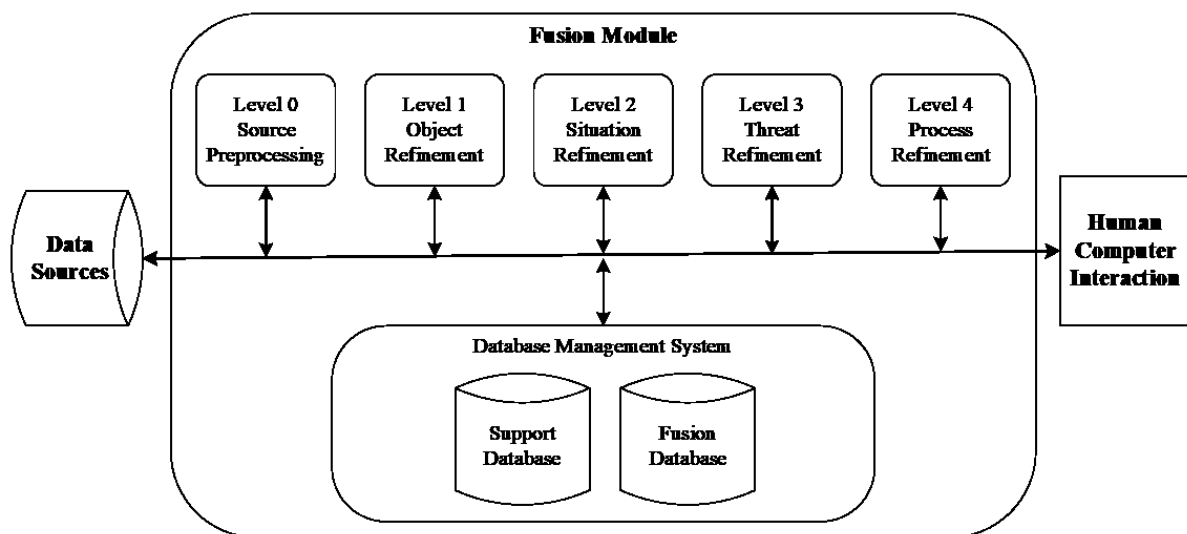 Fusion Module
Level 0
Source
Preprocessing
Level 1
Object
Refinement
Level 2
Situation
Refinement
Level 3
Threat
Refinement
Level 4
Process
Refinement
Data
Sources
Human
Computer
Interaction
Database Management System
Support
Database
Fusion
Database